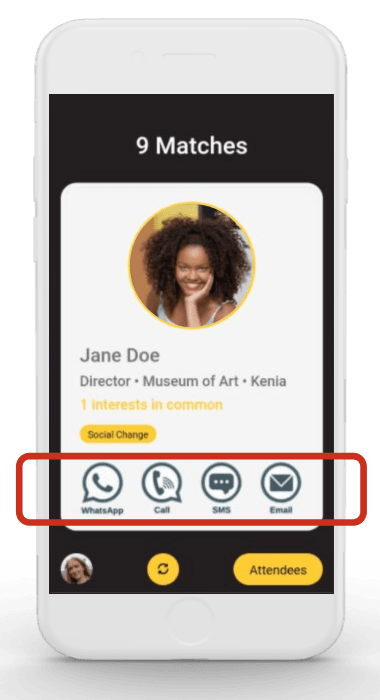 9 Matches
Jane Doe
Director • Museum of Art • Kenia
1 interests in common
Social Change
WhatsApp Call SMS Email
Attendees